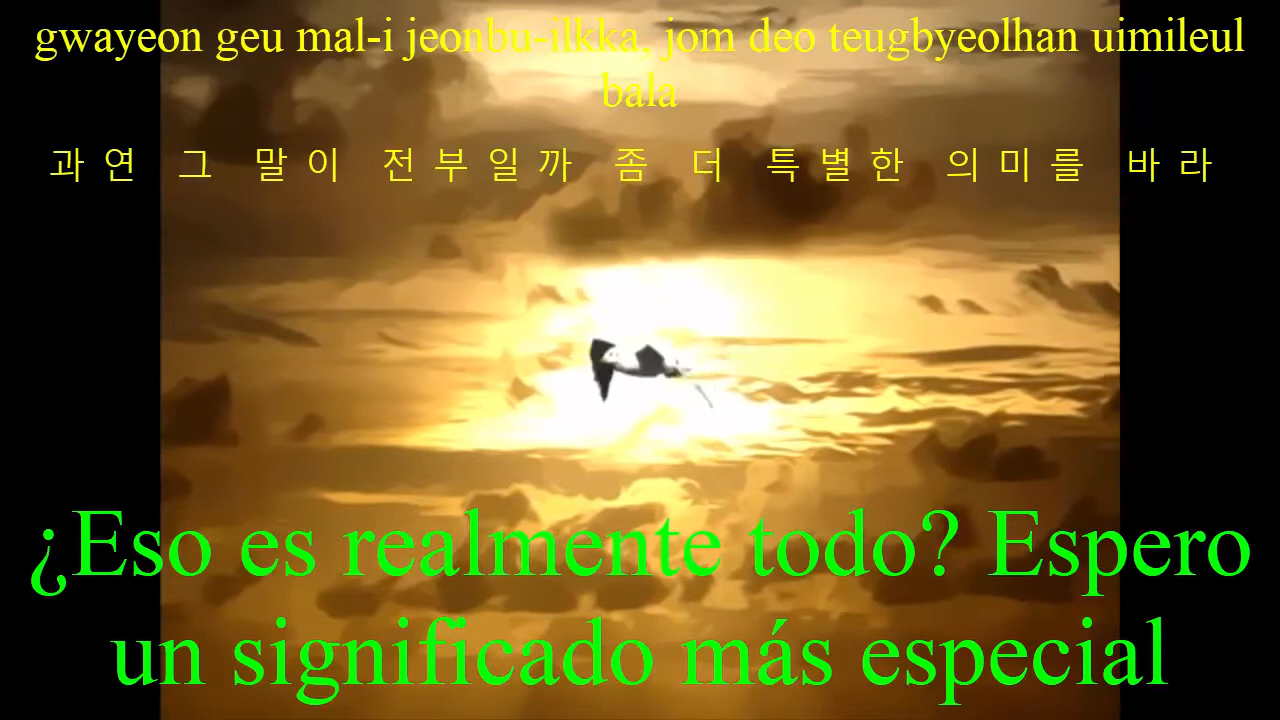 gwayeon geu mal-i jeonbu-ilkka, jom deo teugbyeolhan uimileul
bala
과연 그 말이 전부일까 좀 더 특별한 의미를 바라
¿Eso es realmente todo? Espero
un significado más especial